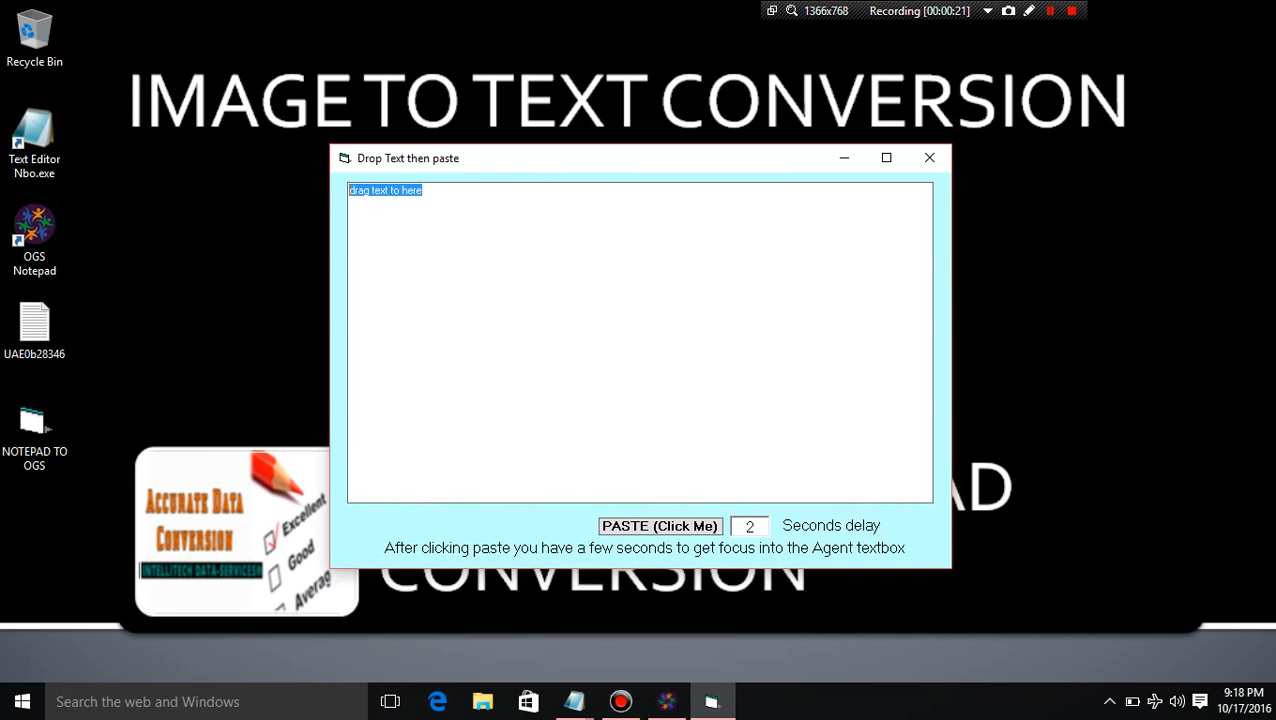 1366x768 Recording [00:00:21]
Recycle Bin
IMAGE TO TEXT CONVERSION
Text Editor
Nbo.exe
Drop Text then paste
drag text to here
OGS
Notepad
UAE0b28346
NOTEPAD TO
OGS
AD
ACCURATE DATA
CONVERSION
INTELLITECH DATA-SERVICES
Excellent
Good
Averag
PASTE (Click Me) 2 Seconds delay
After clicking paste you have a few seconds to get focus into the Agent textbox
CONVERSION
Search the web and Windows
9:18 PM
10/17/2016